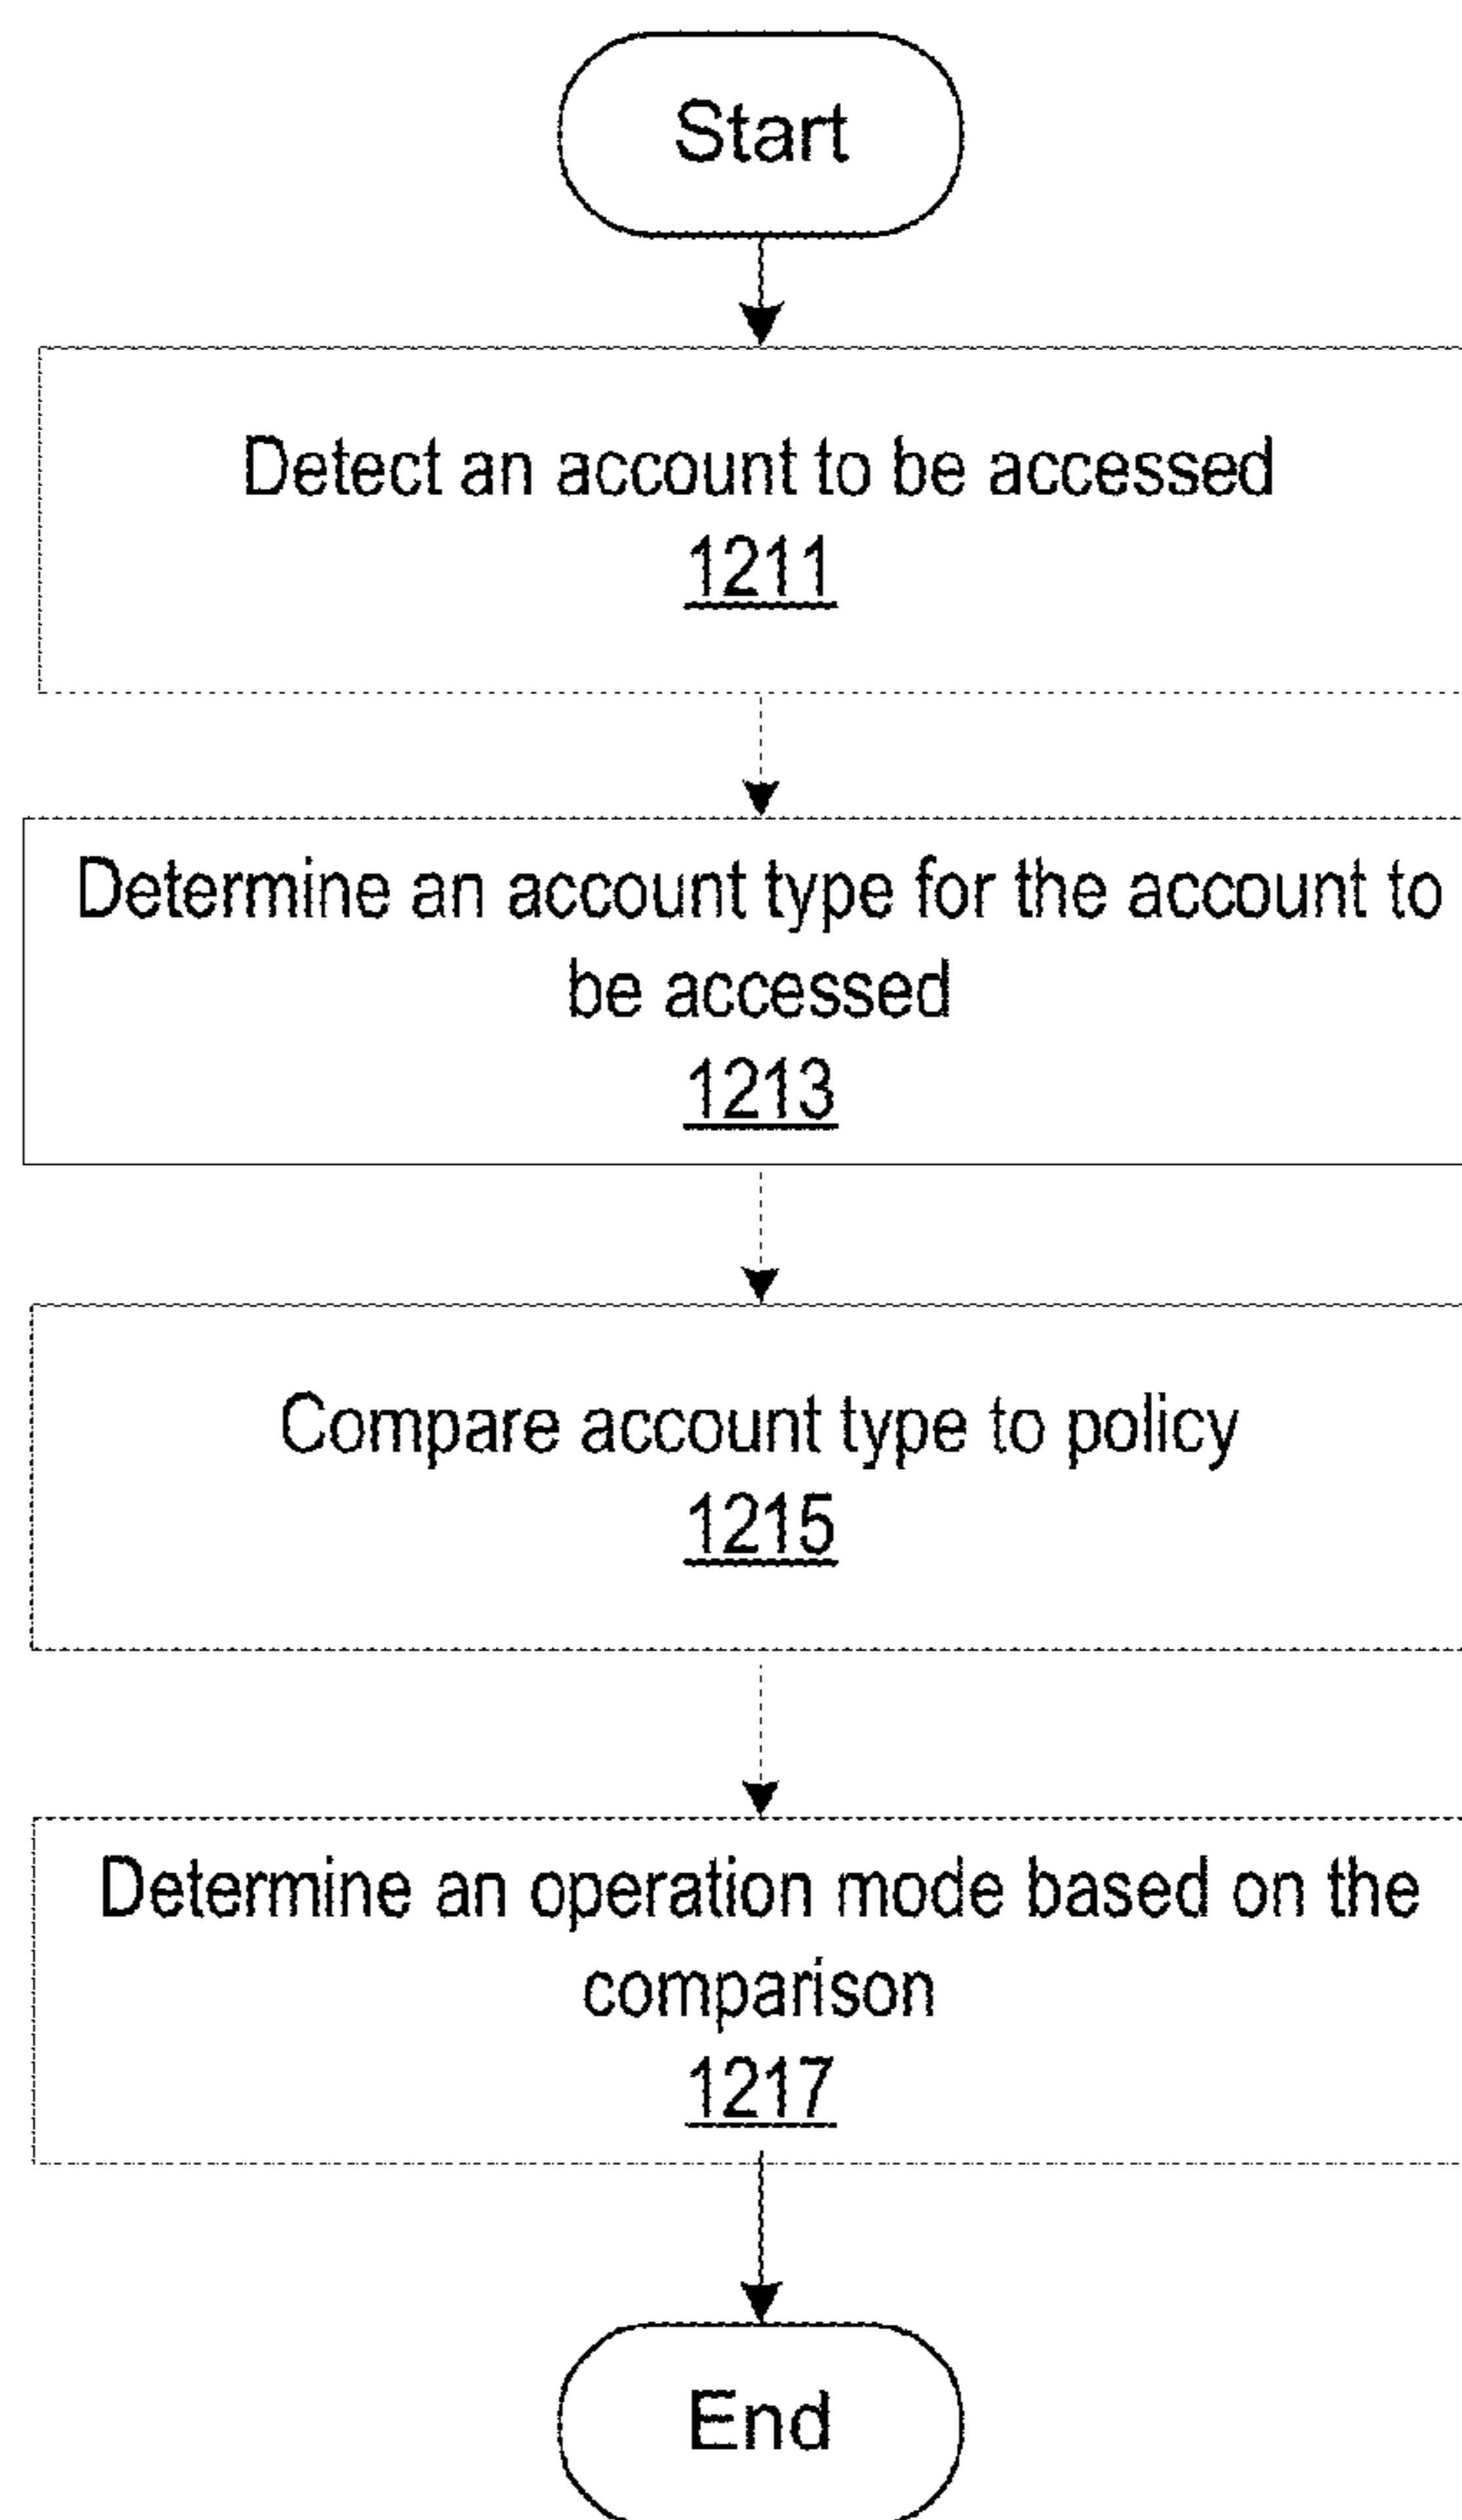 Start
Detect an account to be accessed
1211
Determine an account type for the account to
be accessed
1213
Compare account type to policy
1215
Determine an operation mode based on the
comparison
1217
End